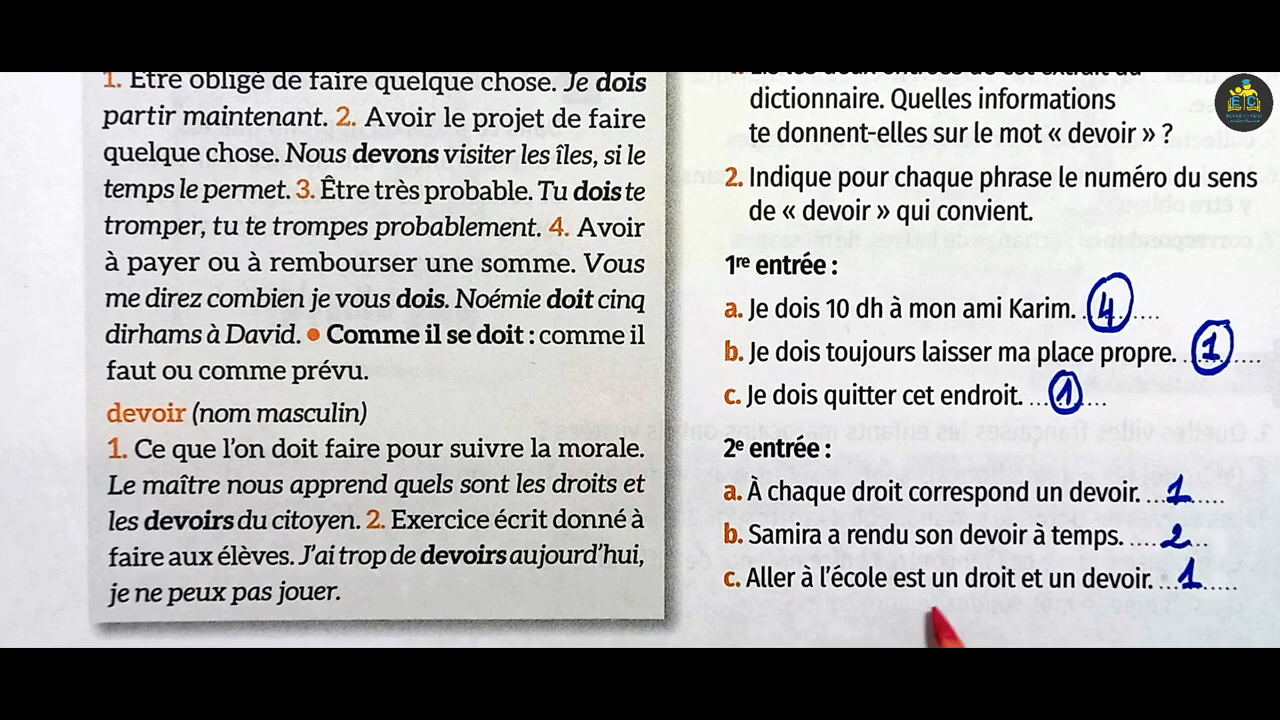 1. Être obligé de faire quelque chose. Je dois
partir maintenant. 2. Avoir le projet de faire
quelque chose. Nous devons visiter les îles, si le
temps le permet. 3. Être très probable. Tu dois te
tromper, tu te trompes probablement. 4. Avoir
à payer ou à rembourser une somme. Vous
me direz combien je vous dois. Noémie doit cinq
dirhams à David. ● Comme il se doit : comme il
faut ou comme prévu.
devoir (nom masculin)
1. Ce que l'on doit faire pour suivre la morale.
Le maître nous apprend quels sont les droits et
les devoirs du citoyen. 2. Exercice écrit donné à
faire aux élèves. J'ai trop de devoirs aujourd'hui,
je ne peux pas jouer.
dictionnaire. Quelles informations
te donnent-elles sur le mot « devoir » ?
2. Indique pour chaque phrase le numéro du sens
de « devoir » qui convient.
1re entrée :
a. Je dois 10 dh à mon ami Karim. 4
b. Je dois toujours laisser ma place propre. 1
c. Je dois quitter cet endroit. 1
2e entrée :
a. À chaque droit correspond un devoir. 1
b. Samira a rendu son devoir à temps. 2
c. Aller à l'école est un droit et un devoir. 1
EC